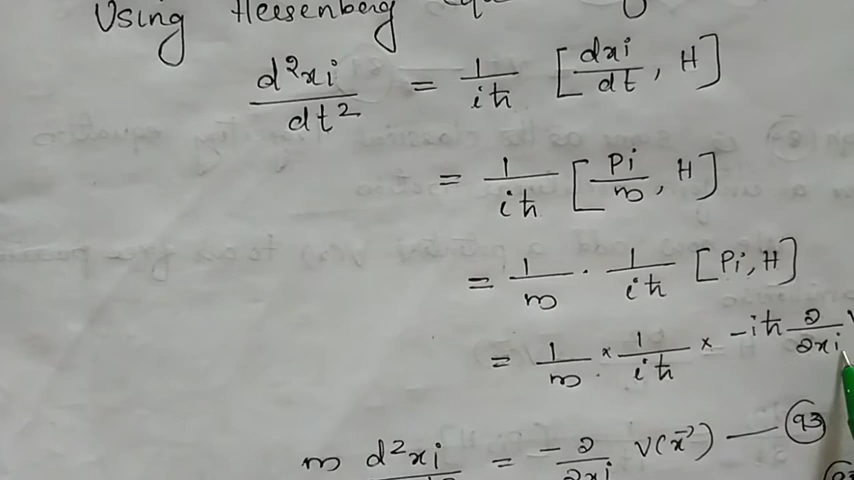 Using Heisenberg
d²xi / dt² = 1/iħ [dxi/dt, H]
= 1/iħ [Pi/m, H]
= 1/m · 1/iħ [Pi, H]
= 1/m × 1/iħ × -iħ ∂/∂xi
m d²xi = -∂/∂xi V(x⃗) — (93)